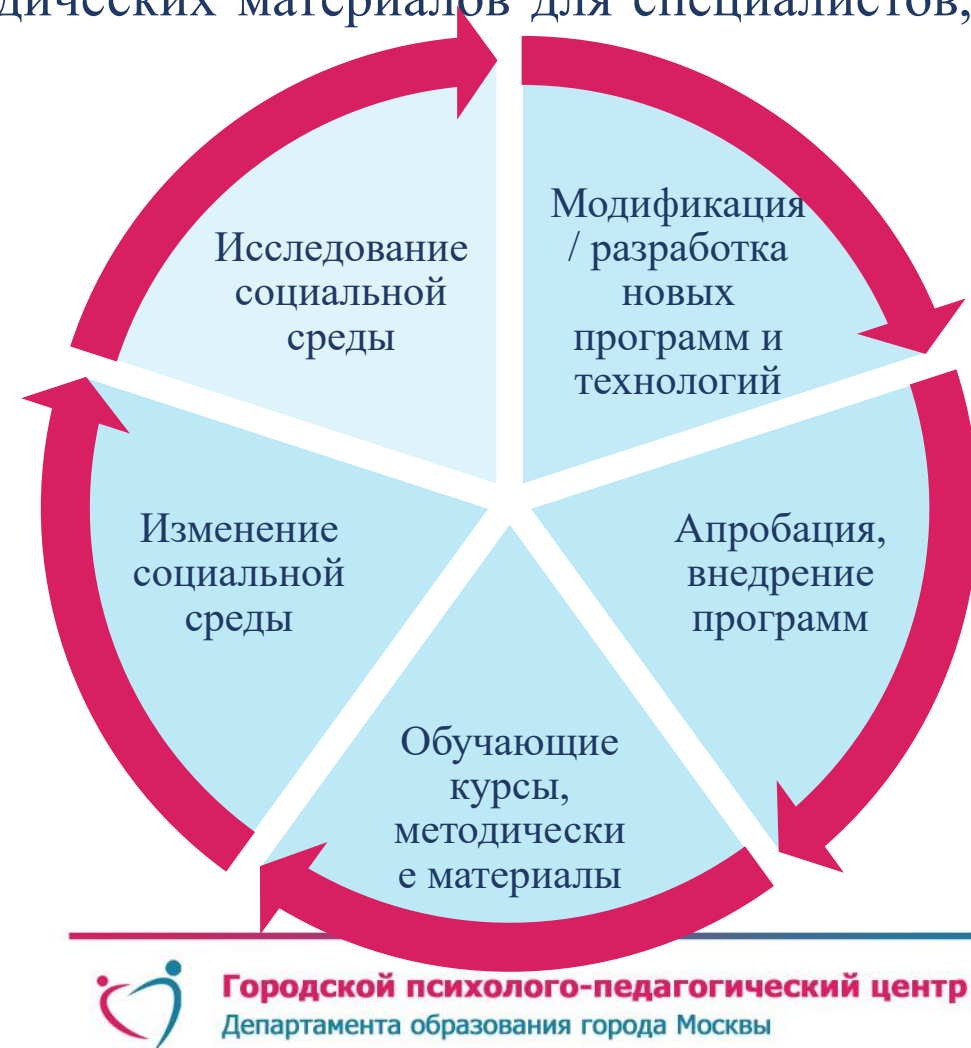 материалов для специалистов,
Модификация
/ разработка
новых
программ и
технологий
Апробация,
внедрение
программ
Обучающие
курсы,
методически
е материалы
Изменение
социальной
среды
Исследование
социальной
среды
Городской психолого-педагогический центр
Департамента образования города Москвы